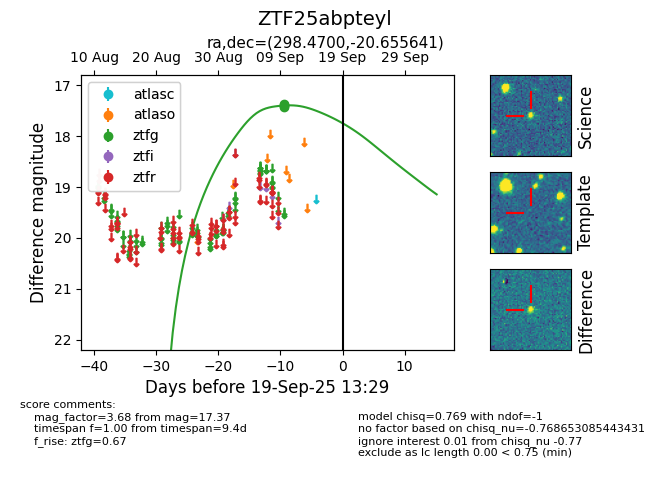 ZTF25abpteyl
ra,dec=(298.4700,-20.655641)
10 Aug 20 Aug 30 Aug 09 Sep 19 Sep 29 Sep
atlasc
atlaso
ztfg
ztfi
ztfr
17
18
19
20
21
22
Difference magnitude
−40 −30 −20 −10 0 10
Days before 19-Sep-25 13:29
Science
Template
Difference
score comments:
mag_factor=3.68 from mag=17.37
timespan f=1.00 from timespan=9.4d
f_rise: ztfg=0.67
model chisq=0.769 with ndof=-1
no factor based on chisq_nu=-0.768653085443431
ignore interest 0.01 from chisq_nu -0.77
exclude as lc length 0.00 < 0.75 (min)